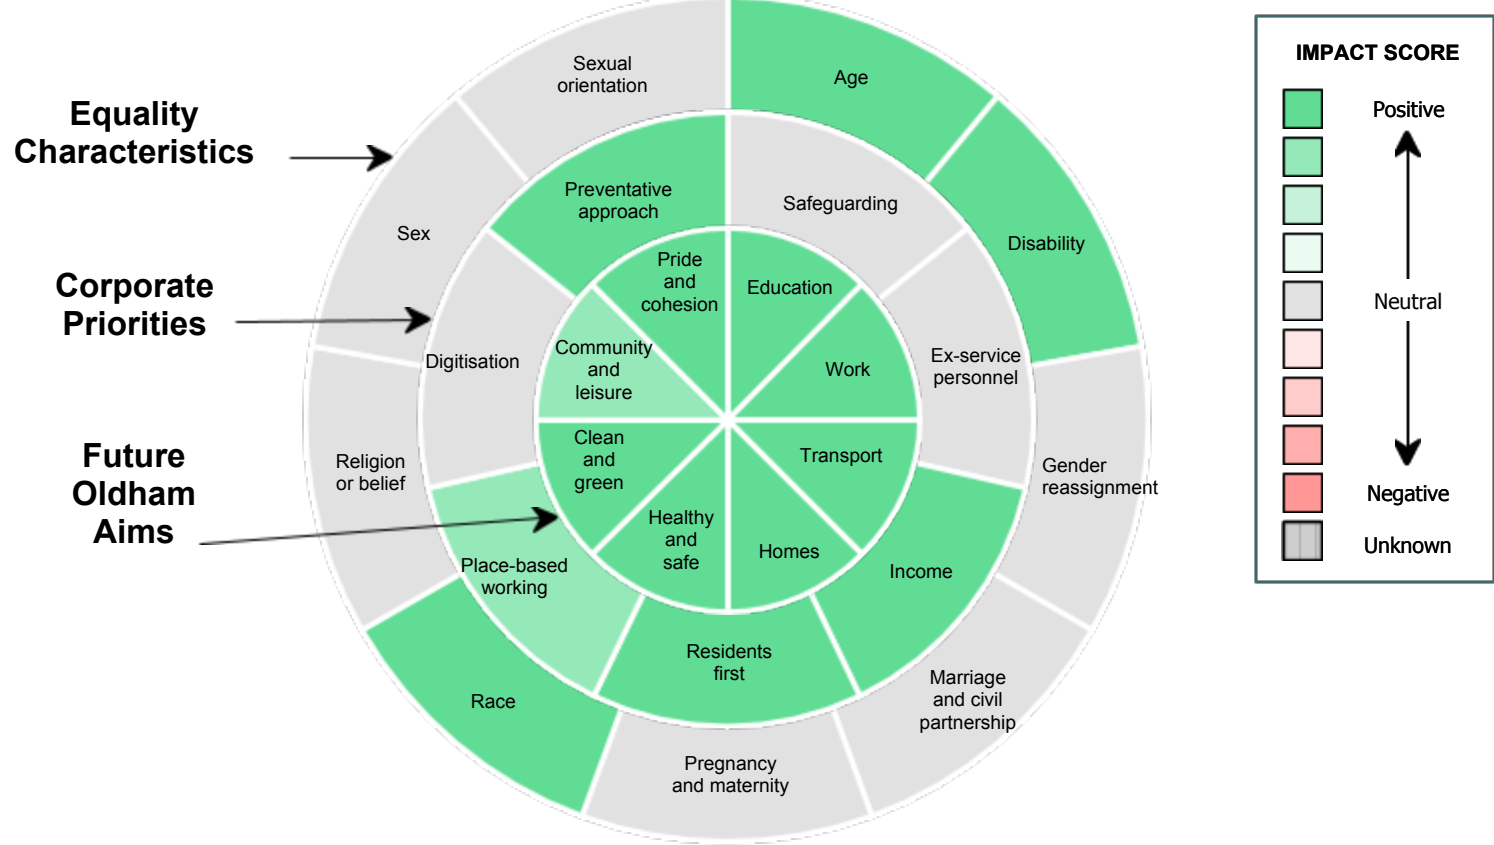 Equality
Characteristics
Corporate
Priorities
Future
Oldham
Aims
Sexual
orientation
Age
Disability
Gender
reassignment
Marriage
and civil
partnership
Pregnancy
and maternity
Race
Religion
or belief
Sex
Preventative
approach
Safeguarding
Ex-service
personnel
Income
Residents
first
Place-based
working
Digitisation
Pride
and
cohesion
Education
Work
Transport
Homes
Healthy
and
safe
Clean
and
green
Community
and
leisure
IMPACT SCORE
Positive
Neutral
Negative
Unknown